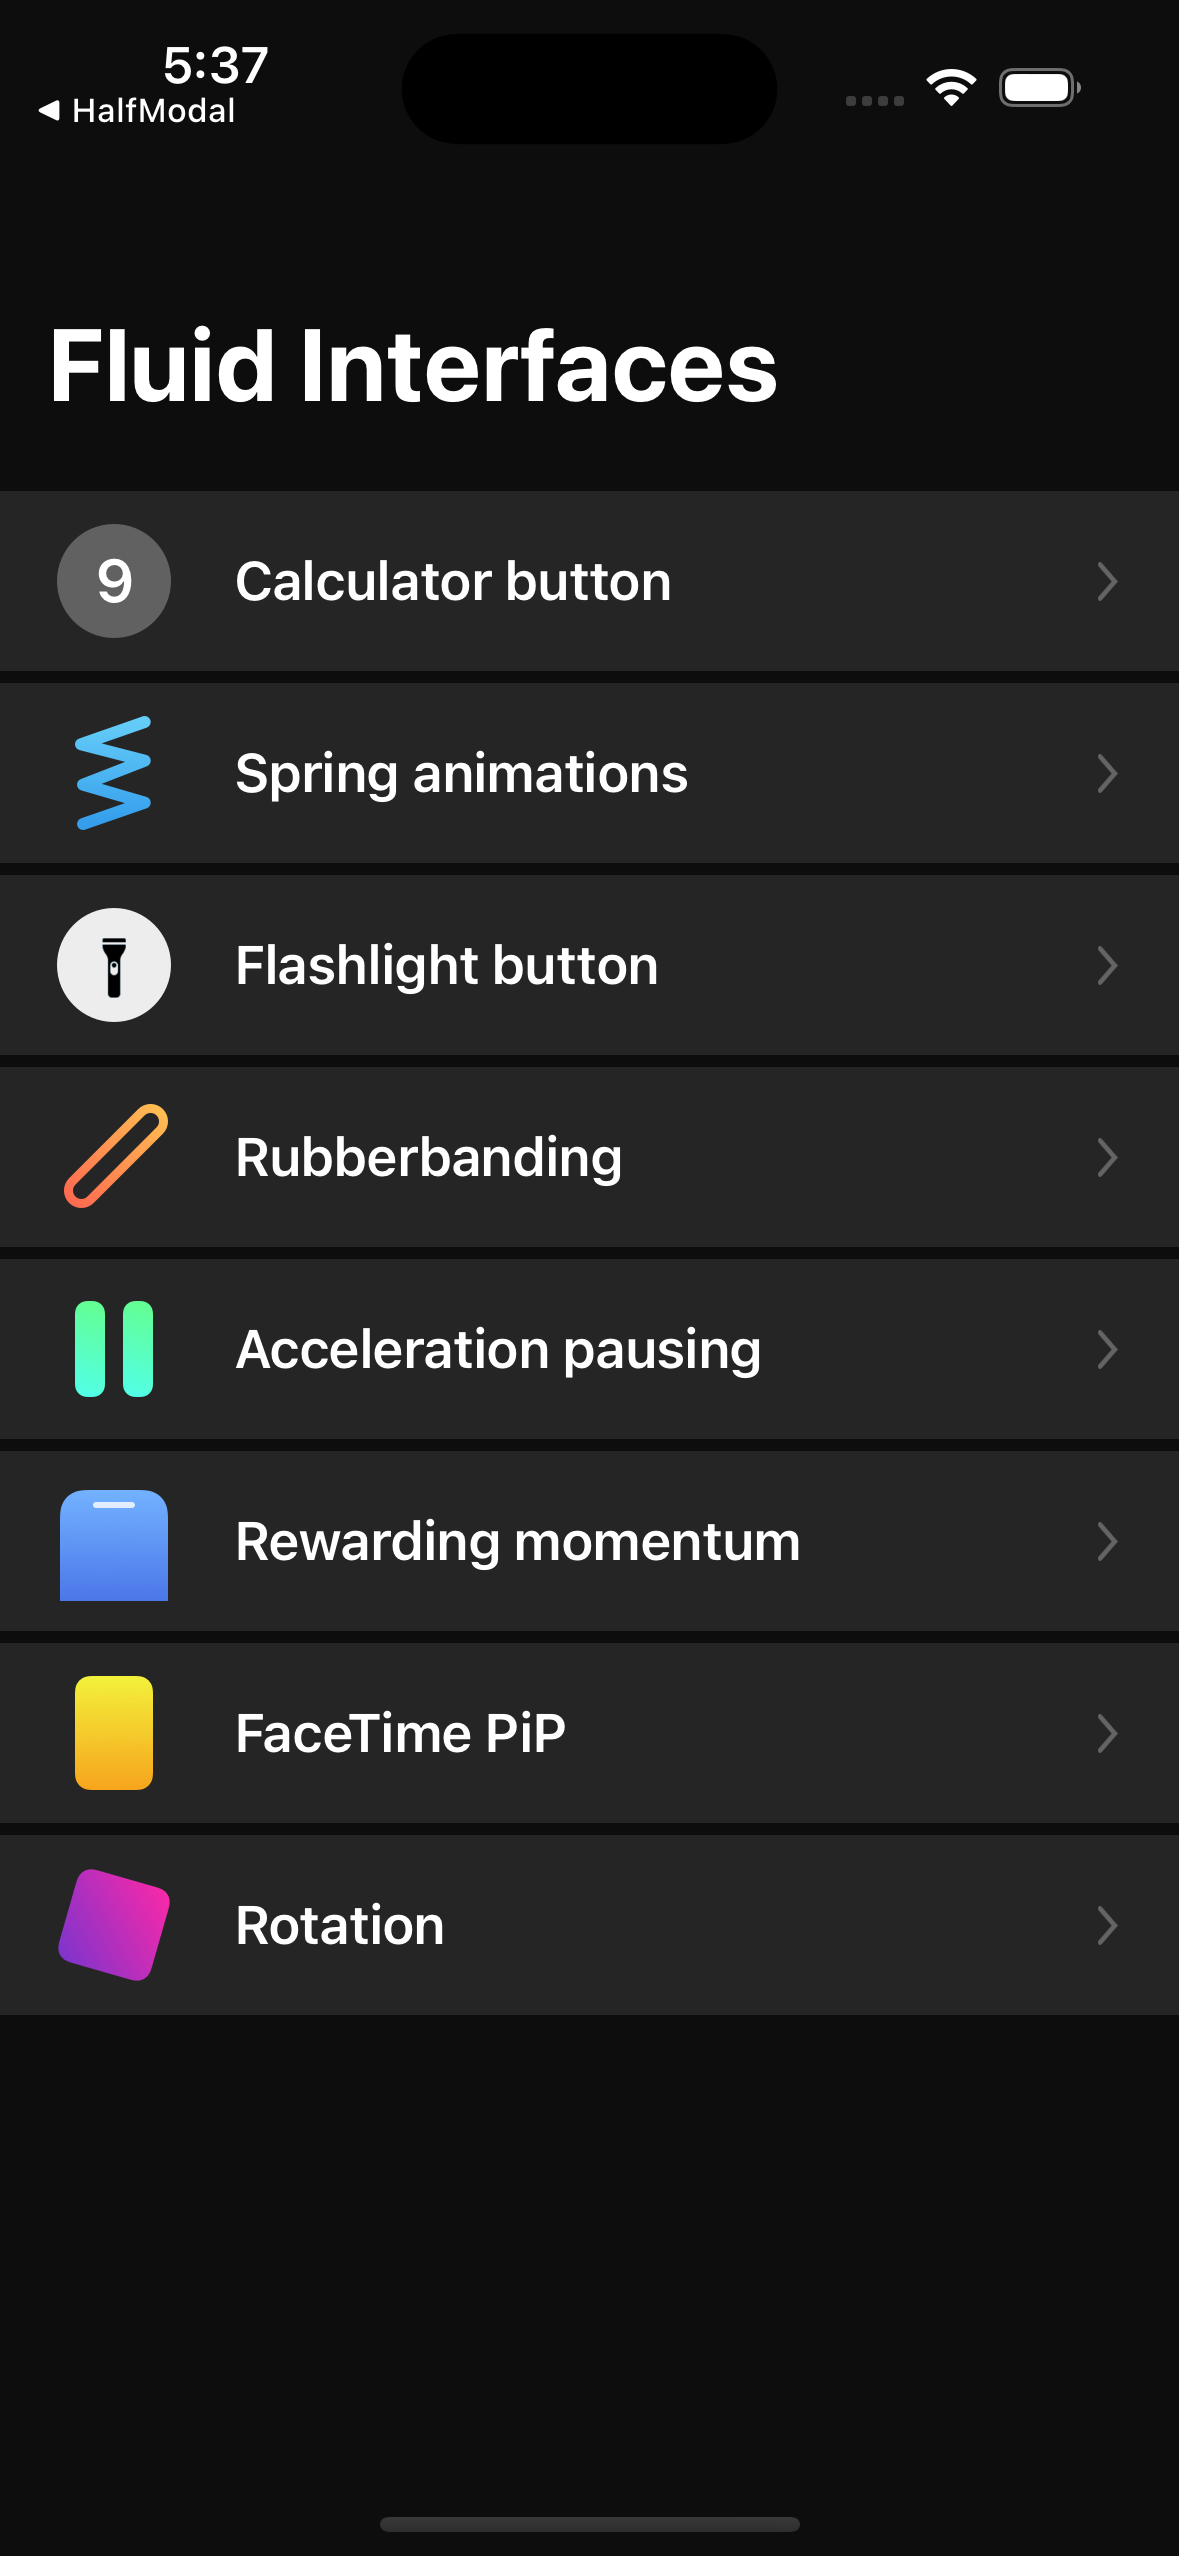 5:37
HalfModal
Fluid Interfaces
9
Calculator button
Spring animations
Flashlight button
Rubberbanding
Acceleration pausing
Rewarding momentum
FaceTime PiP
Rotation